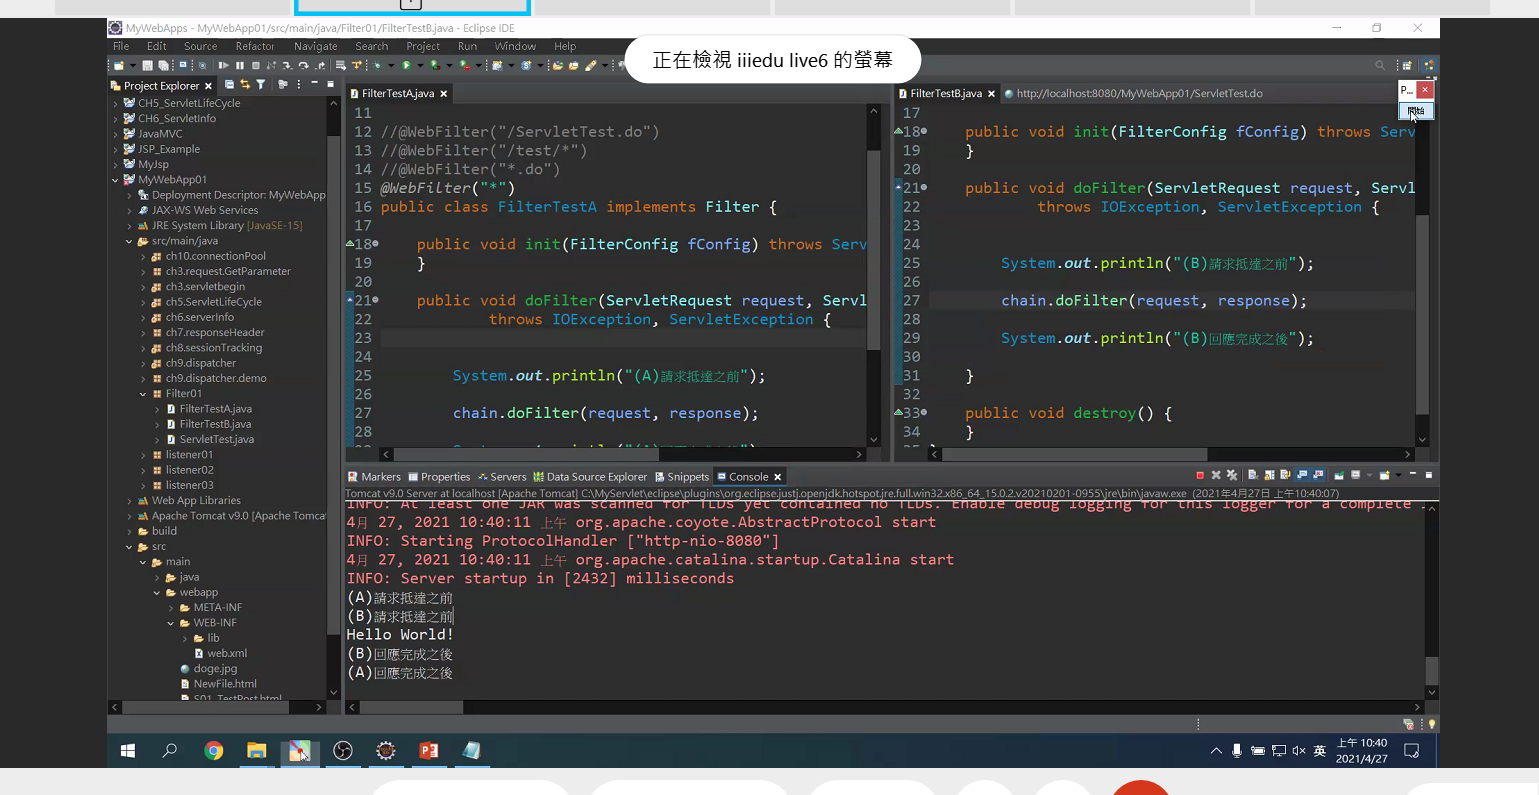 MyWebApps - MyWebApp01/src/main/java/Filter01/FilterTestB.java - Eclipse IDE
File Edit Source Refactor Navigate Search Project Run Window Help
正在檢視 iiiedu live6 的螢幕
Project Explorer
CH5_ServletLifeCycle
CH6_ServletInfo
JavaMVC
JSP_Example
MyJsp
MyWebApp01
Deployment Descriptor: MyWebApp
JAX-WS Web Services
JRE System Library [JavaSE-15]
src/main/java
ch10.connectionPool
ch3.request.GetParameter
ch3.servletbegin
ch5.ServletLifeCycle
ch6.serverInfo
ch7.responseHeader
ch8.sessionTracking
ch9.dispatcher
ch9.dispatcher.demo
Filter01
FilterTestA.java
FilterTestB.java
ServletTest.java
listener01
listener02
listener03
Web App Libraries
Apache Tomcat v9.0 [Apache Tomcat
build
src
main
java
webapp
META-INF
WEB-INF
lib
web.xml
doge.jpg
NewFile.html
S01_TestPost.html
FilterTestA.java
11
12 //@WebFilter("/ServletTest.do")
13 //@WebFilter("/test/*")
14 //@WebFilter("*.do")
15 @WebFilter("*")
16 public class FilterTestA implements Filter {
17
18 public void init(FilterConfig fConfig) throws Serv
19 }
20
21 public void doFilter(ServletRequest request, Servl
22 throws IOException, ServletException {
23
24
25 System.out.println("(A)請求抵達之前");
26
27 chain.doFilter(request, response);
28
FilterTestB.java http://localhost:8080/MyWebApp01/ServletTest.do
17
18 public void init(FilterConfig fConfig) throws Serv
19 }
20
21 public void doFilter(ServletRequest request, Servl
22 throws IOException, ServletException {
23
24
25 System.out.println("(B)請求抵達之前");
26
27 chain.doFilter(request, response);
28
29 System.out.println("(B)回應完成之後");
30
31 }
32
33 public void destroy() {
34 }
P...
開始
Markers Properties Servers Data Source Explorer Snippets Console
Tomcat v9.0 Server at localhost [Apache Tomcat] C:\MyServlet\eclipse\plugins\org.eclipse.justj.openjdk.hotspot.jre.full.win32.x86_64_15.0.2.v20210201-0955\jre\bin\javaw.exe (2021年4月27日 上午10:40:07)
INFO: At least one JAR was scanned for TLDs yet contained no TLDs. Enable debug logging for this logger for a complete
4月 27, 2021 10:40:11 上午 org.apache.coyote.AbstractProtocol start
INFO: Starting ProtocolHandler ["http-nio-8080"]
4月 27, 2021 10:40:11 上午 org.apache.catalina.startup.Catalina start
INFO: Server startup in [2432] milliseconds
(A)請求抵達之前
(B)請求抵達之前
Hello World!
(B)回應完成之後
(A)回應完成之後
英
上午 10:40
2021/4/27